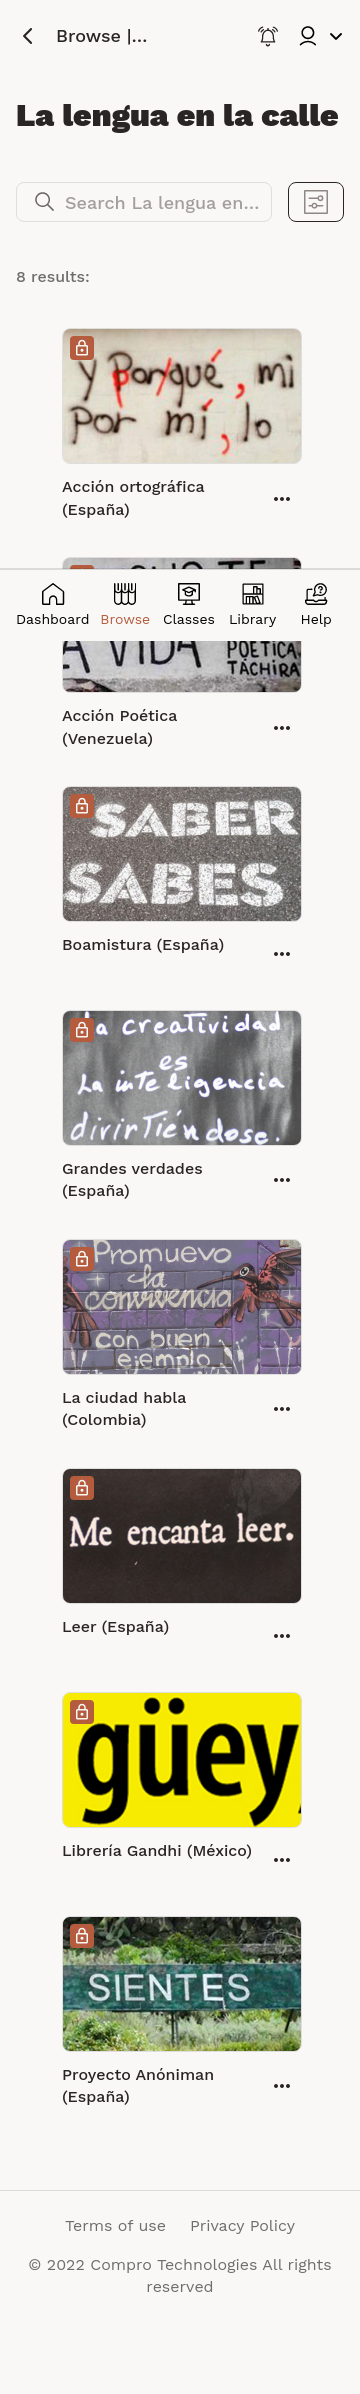 Browse |...
La lengua en la calle
Search La lengua en...
8 results:
y Porqué, mi
Por mí, lo
Acción ortográfica
(España)
Dashboard Browse Classes Library Help
LA VIDA
POÉTICA
TÁCHIRA
Acción Poética
(Venezuela)
SABER
SABES
Boamistura (España)
La creatividad
es
la inteligencia
divirtiéndose.
Grandes verdades
(España)
Promuevo
la
convivencia
con buen
ejemplo
La ciudad habla
(Colombia)
Me encanta leer.
Leer (España)
güey,
Librería Gandhi (México)
SIENTES
Proyecto Anóniman
(España)
Terms of use Privacy Policy
© 2022 Compro Technologies All rights
reserved